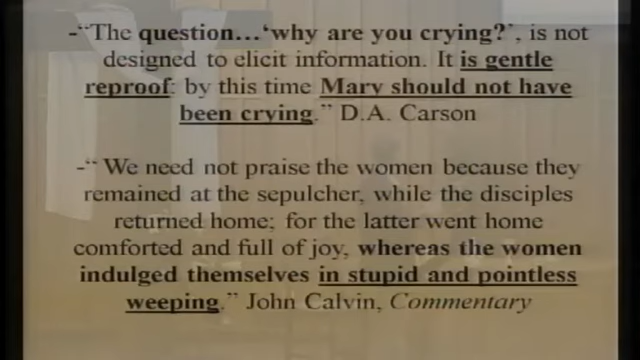 -“The question…‘why are you crying?’, is not
designed to elicit information. It is gentle
reproof: by this time Mary should not have
been crying.” D.A. Carson
-“ We need not praise the women because they
remained at the sepulcher, while the disciples
returned home; for the latter went home
comforted and full of joy, whereas the women
indulged themselves in stupid and pointless
weeping.” John Calvin, Commentary